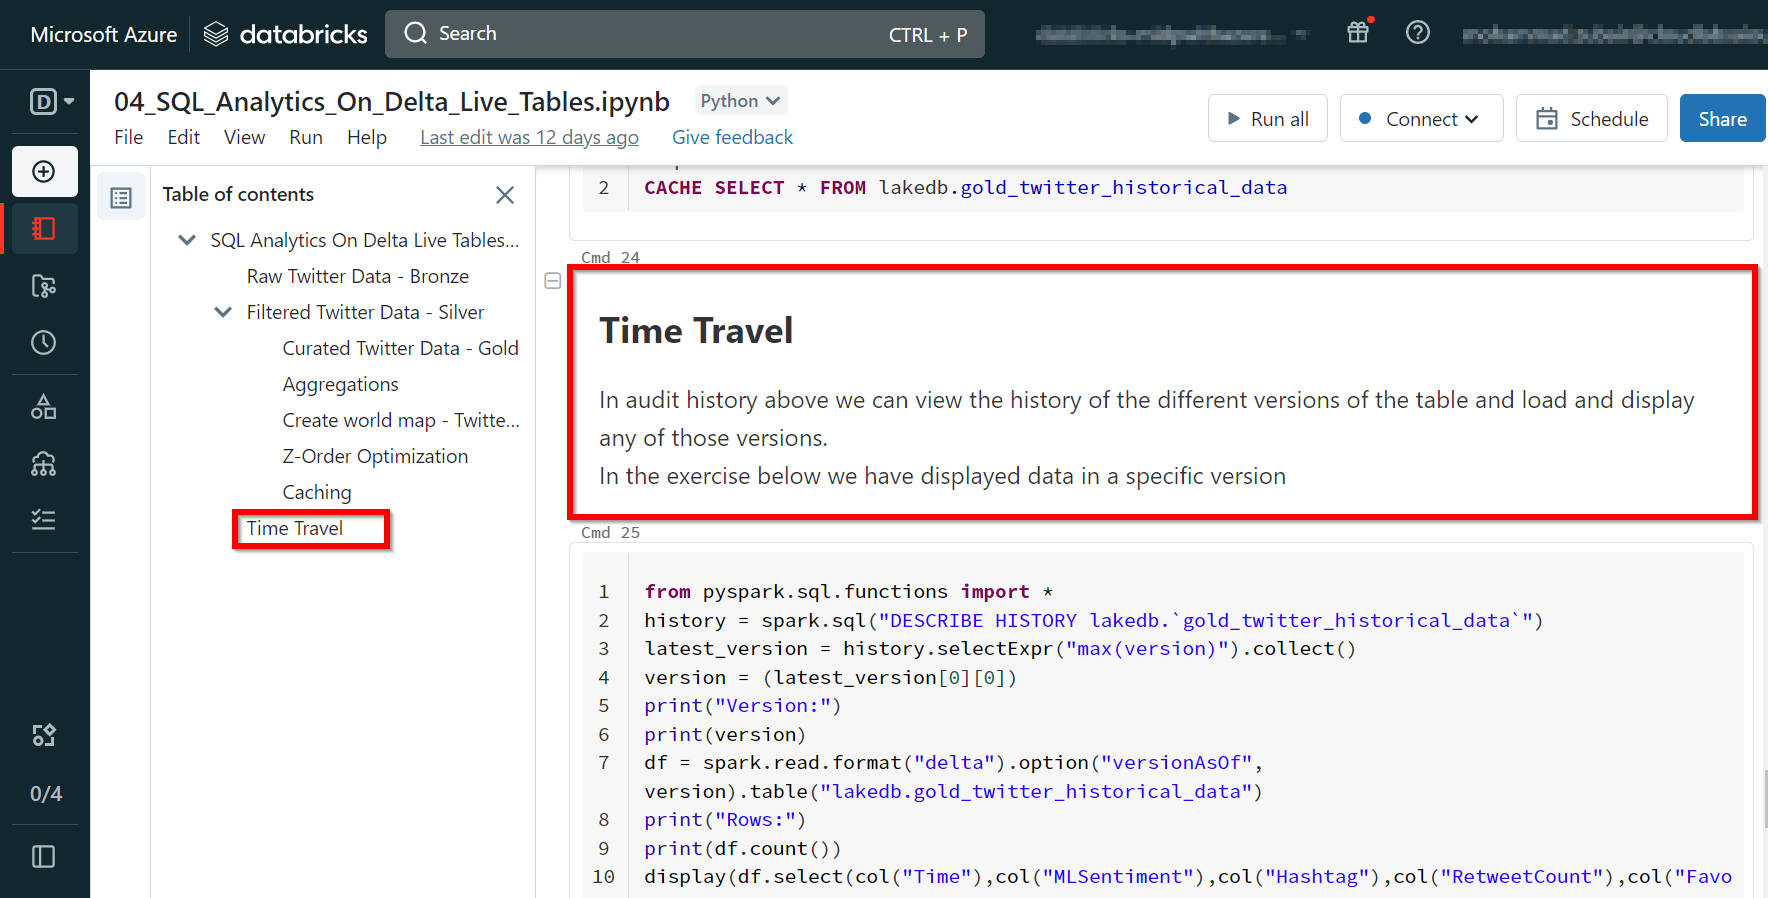 Microsoft Azure databricks Search CTRL + P
D
04_SQL_Analytics_On_Delta_Live_Tables.ipynb Python
File Edit View Run Help Last edit was 12 days ago Give feedback
Run all Connect Schedule Share
Table of contents
SQL Analytics On Delta Live Tables...
Raw Twitter Data - Bronze
Filtered Twitter Data - Silver
Curated Twitter Data - Gold
Aggregations
Create world map - Twitte...
Z-Order Optimization
Caching
Time Travel
0/4
2 CACHE SELECT * FROM lakedb.gold_twitter_historical_data
Cmd 24
Time Travel
In audit history above we can view the history of the different versions of the table and load and display
any of those versions.
In the exercise below we have displayed data in a specific version
Cmd 25
1 from pyspark.sql.functions import *
2 history = spark.sql("DESCRIBE HISTORY lakedb.`gold_twitter_historical_data`")
3 latest_version = history.selectExpr("max(version)").collect()
4 version = (latest_version[0][0])
5 print("Version:")
6 print(version)
7 df = spark.read.format("delta").option("versionAsOf",
version).table("lakedb.gold_twitter_historical_data")
8 print("Rows:")
9 print(df.count())
10 display(df.select(col("Time"),col("MLSentiment"),col("Hashtag"),col("RetweetCount"),col("Favo